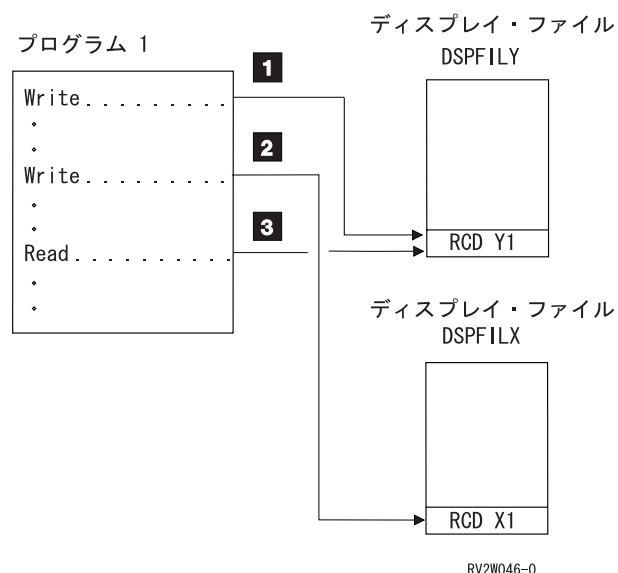 プログラム 1
1
Write. . . . . . . . .
2
Write. . . . . . . . .
3
Read. . . . . . . . . .
ディスプレイ・ファイル
DSPFILY
RCD Y1
ディスプレイ・ファイル
DSPFILX
RCD X1
RV2W046-0